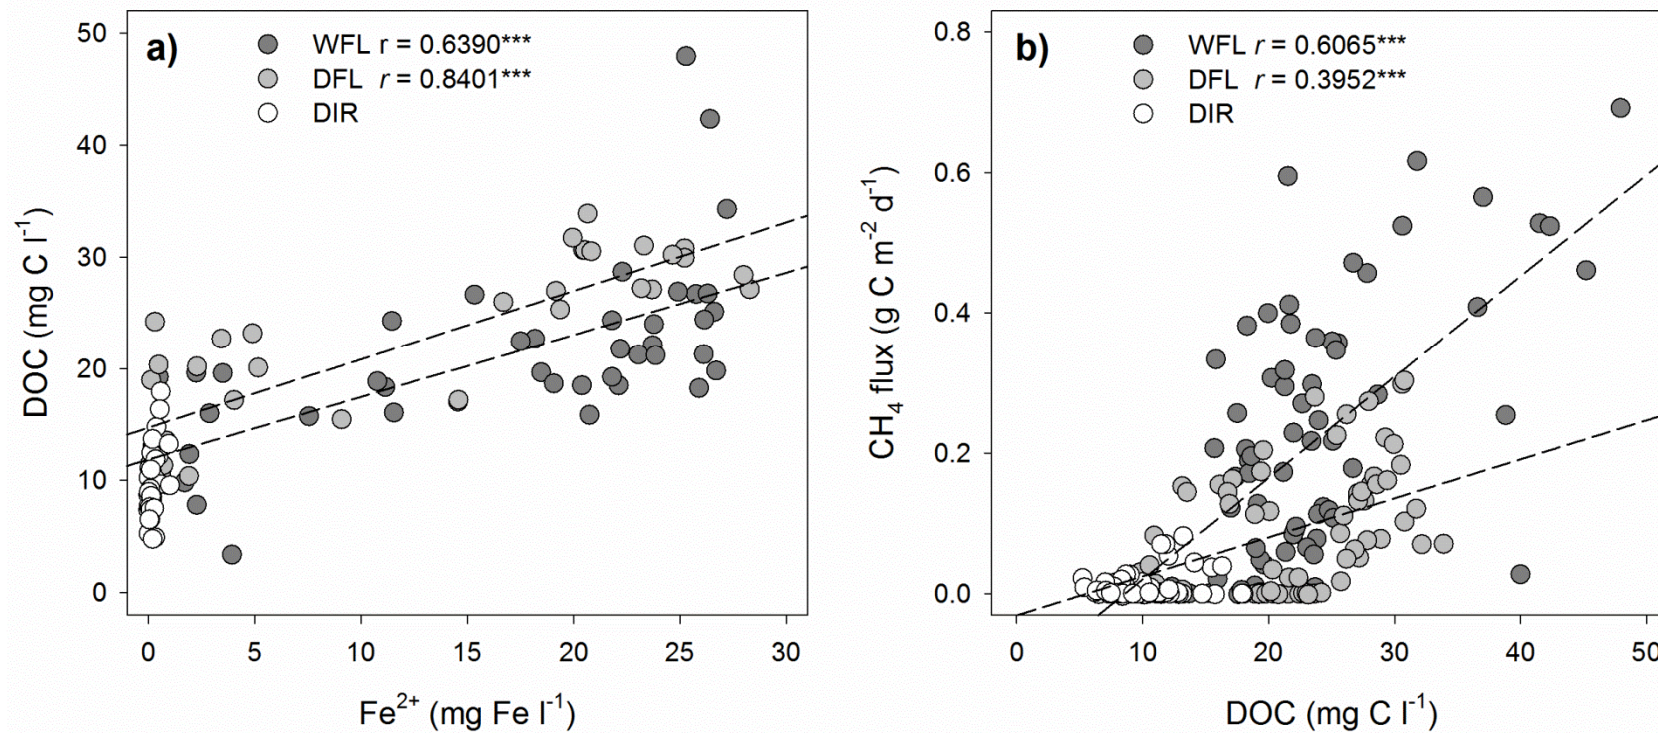 a)
WFL r = 0.6390***
DFL r = 0.8401***
DIR
50
40
30
20
10
0
DOC (mg C l⁻¹)
0 5 10 15 20 25 30
Fe²⁺ (mg Fe l⁻¹)
b)
WFL r = 0.6065***
DFL r = 0.3952***
DIR
0.8
0.6
0.4
0.2
0.0
CH₄ flux (g C m⁻² d⁻¹)
0 10 20 30 40 50
DOC (mg C l⁻¹)